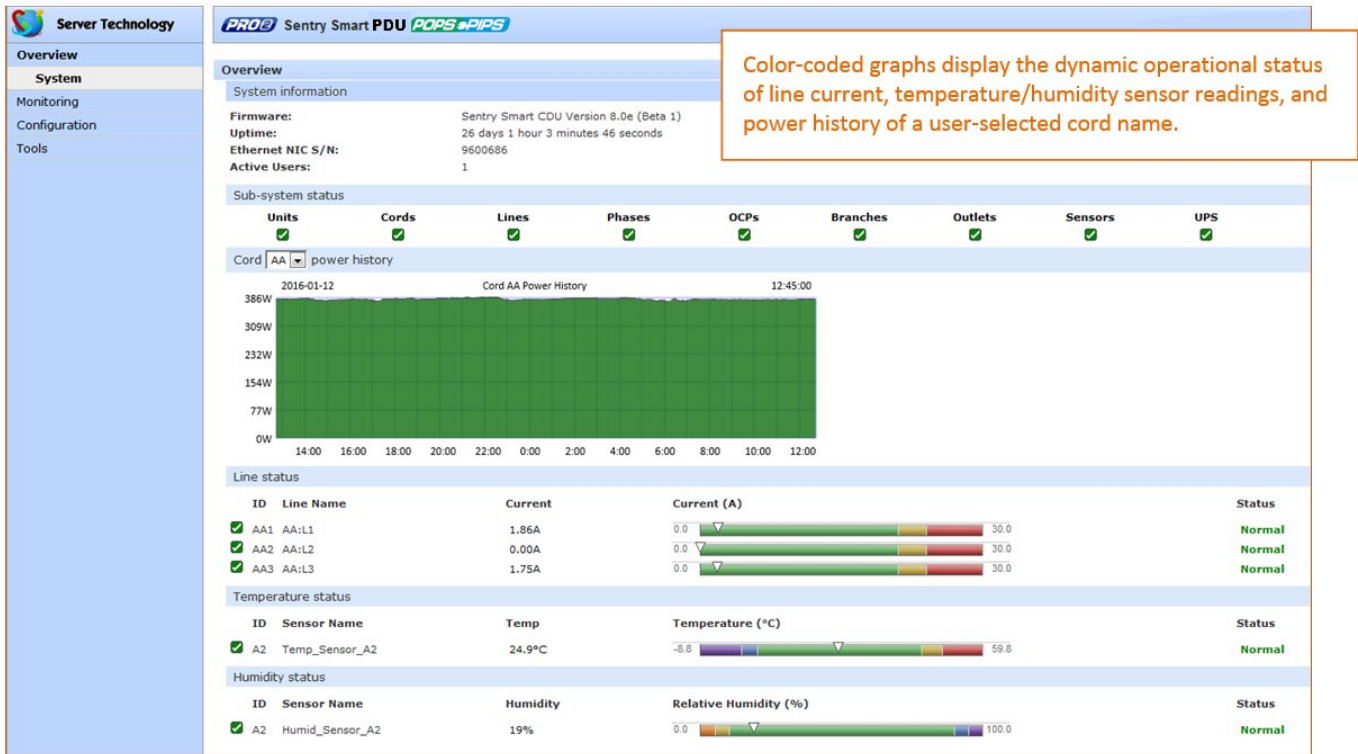 Server Technology
PRO2 Sentry Smart PDU POPS PIPS
Color-coded graphs display the dynamic operational status
of line current, temperature/humidity sensor readings, and
power history of a user-selected cord name.
Overview
System
Monitoring
Configuration
Tools
Overview
System information
Firmware: Sentry Smart CDU Version 8.0e (Beta 1)
Uptime: 26 days 1 hour 3 minutes 46 seconds
Ethernet NIC S/N: 9600686
Active Users: 1
Sub-system status
Units Cords Lines Phases OCPs Branches Outlets Sensors UPS
Cord AA power history
2016-01-12 Cord AA Power History 12:45:00
386W
309W
232W
154W
77W
0W
14:00 16:00 18:00 20:00 22:00 0:00 2:00 4:00 6:00 8:00 10:00 12:00
Line status
ID Line Name Current Current (A) Status
AA1 AA:L1 1.86A 0.0 30.0 Normal
AA2 AA:L2 0.00A 0.0 30.0 Normal
AA3 AA:L3 1.75A 0.0 30.0 Normal
Temperature status
ID Sensor Name Temp Temperature (°C) Status
A2 Temp_Sensor_A2 24.9°C -8.8 59.8 Normal
Humidity status
ID Sensor Name Humidity Relative Humidity (%) Status
A2 Humid_Sensor_A2 19% 0.0 100.0 Normal